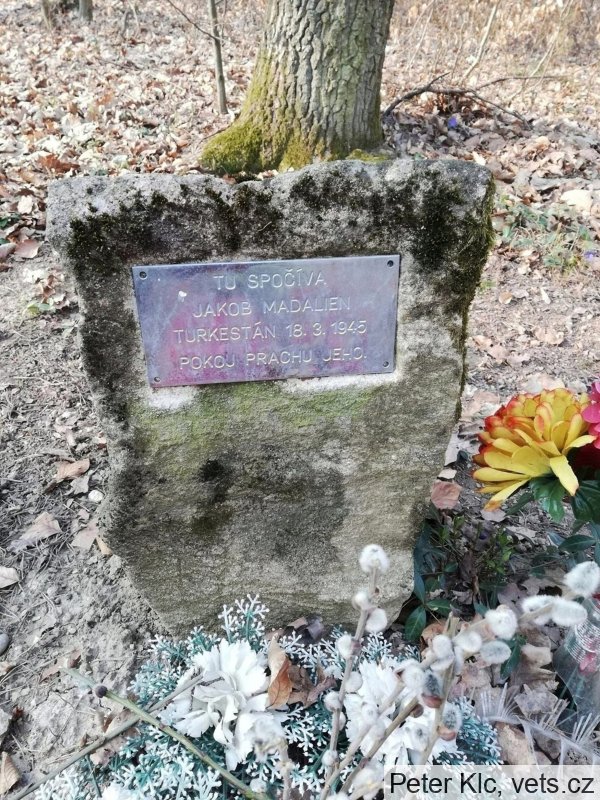 TU SPOČÍVA
JAKOB MADALIEN
TURKESTÁN 18. 3. 1945
POKOJ PRACHU JEHO.
Peter Klc, vets.cz